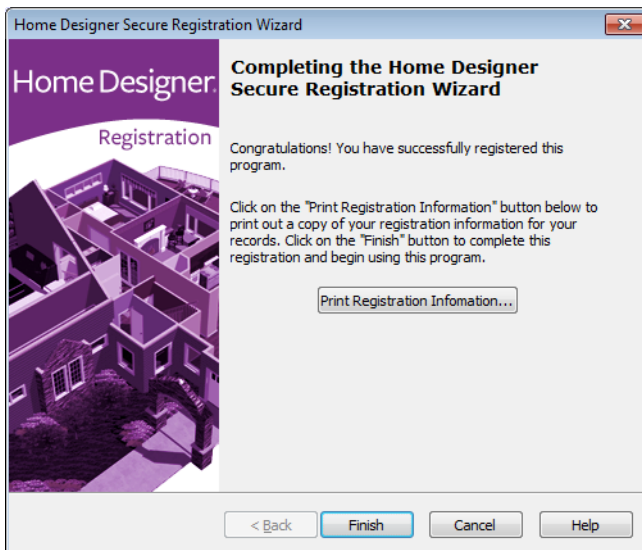 Home Designer Secure Registration Wizard
Home Designer.
Registration
Completing the Home Designer
Secure Registration Wizard
Congratulations! You have successfully registered this
program.
Click on the "Print Registration Information" button below to
print out a copy of your registration information for your
records. Click on the "Finish" button to complete this
registration and begin using this program.
Print Registration Infomation...
< Back
Finish
Cancel
Help